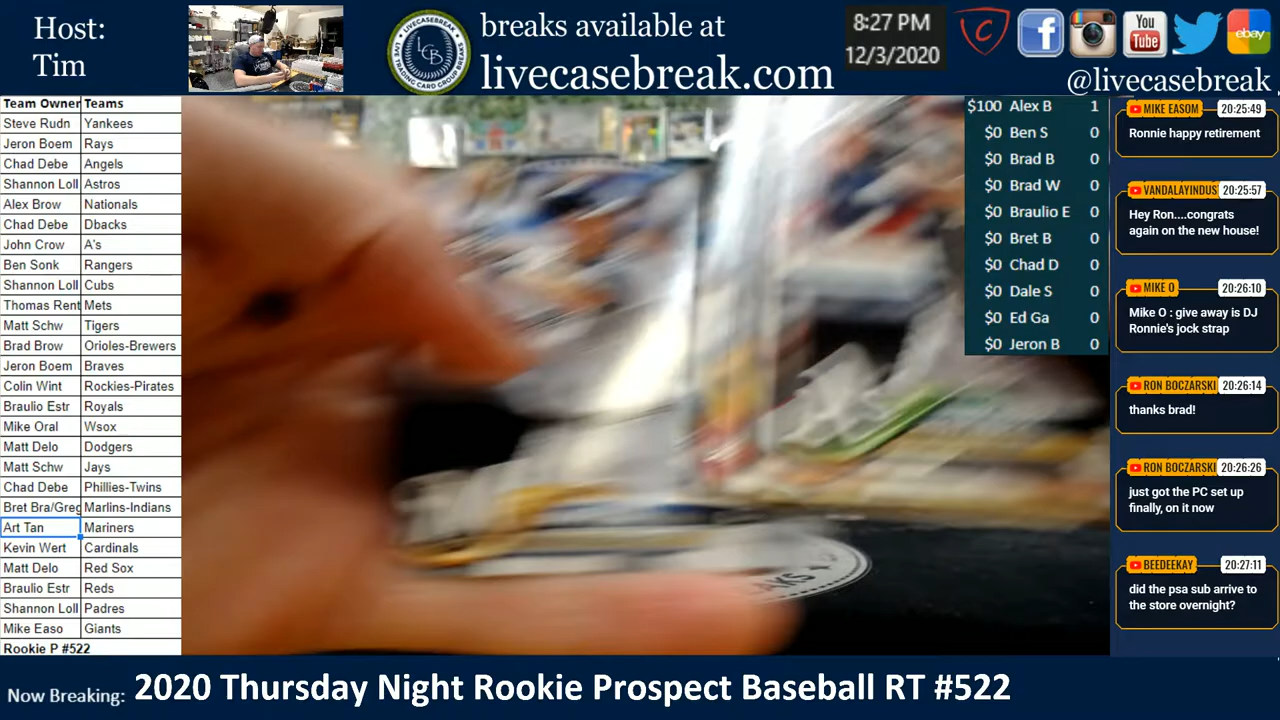 Host:
Tim
LIVECASEBREAK
LCB
LIVE TRADING CARD GROUP BREAKS
breaks available at
livecasebreak.com
8:27 PM
12/3/2020
You
Tube
ebay
@livecasebreak
Team Owner Teams
Steve Rudn Yankees
Jeron Boem Rays
Chad Debe Angels
Shannon Loll Astros
Alex Brow Nationals
Chad Debe Dbacks
John Crow A's
Ben Sonk Rangers
Shannon Loll Cubs
Thomas Rent Mets
Matt Schw Tigers
Brad Brow Orioles-Brewers
Jeron Boem Braves
Colin Wint Rockies-Pirates
Braulio Estr Royals
Mike Oral Wsox
Matt Delo Dodgers
Matt Schw Jays
Chad Debe Phillies-Twins
Bret Bra/Greg Marlins-Indians
Art Tan Mariners
Kevin Wert Cardinals
Matt Delo Red Sox
Braulio Estr Reds
Shannon Loll Padres
Mike Easo Giants
Rookie P #522
$100 Alex B 1
$0 Ben S 0
$0 Brad B 0
$0 Brad W 0
$0 Braulio E 0
$0 Bret B 0
$0 Chad D 0
$0 Dale S 0
$0 Ed Ga 0
$0 Jeron B 0
MIKE EASOM 20:25:49
Ronnie happy retirement
VANDALAYINDUS 20:25:57
Hey Ron....congrats
again on the new house!
MIKE O 20:26:10
Mike O : give away is DJ
Ronnie's jock strap
RON BOCZARSKI 20:26:14
thanks brad!
RON BOCZARSKI 20:26:26
just got the PC set up
finally, on it now
BEEDEEKAY 20:27:11
did the psa sub arrive to
the store overnight?
Now Breaking: 2020 Thursday Night Rookie Prospect Baseball RT #522